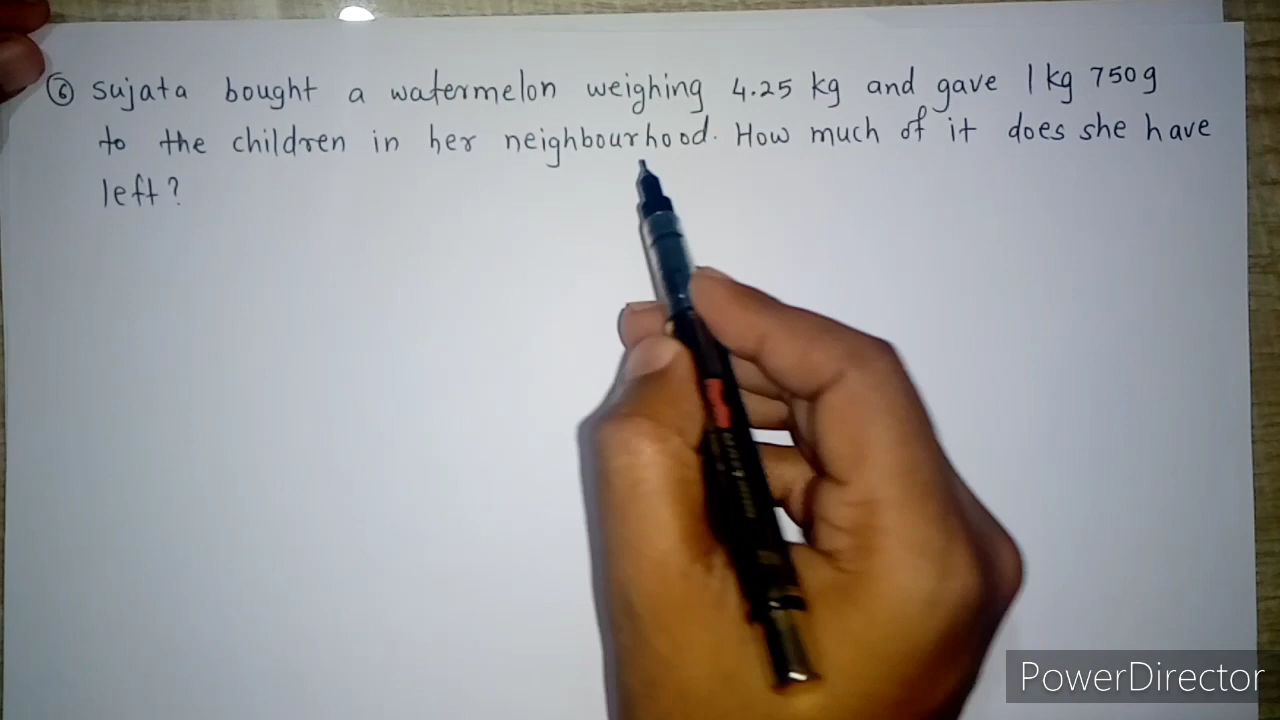 ⑥ Sujata bought a watermelon weighing 4.25 kg and gave 1 kg 750g
to the children in her neighbourhood. How much of it does she have
left?
PowerDirector